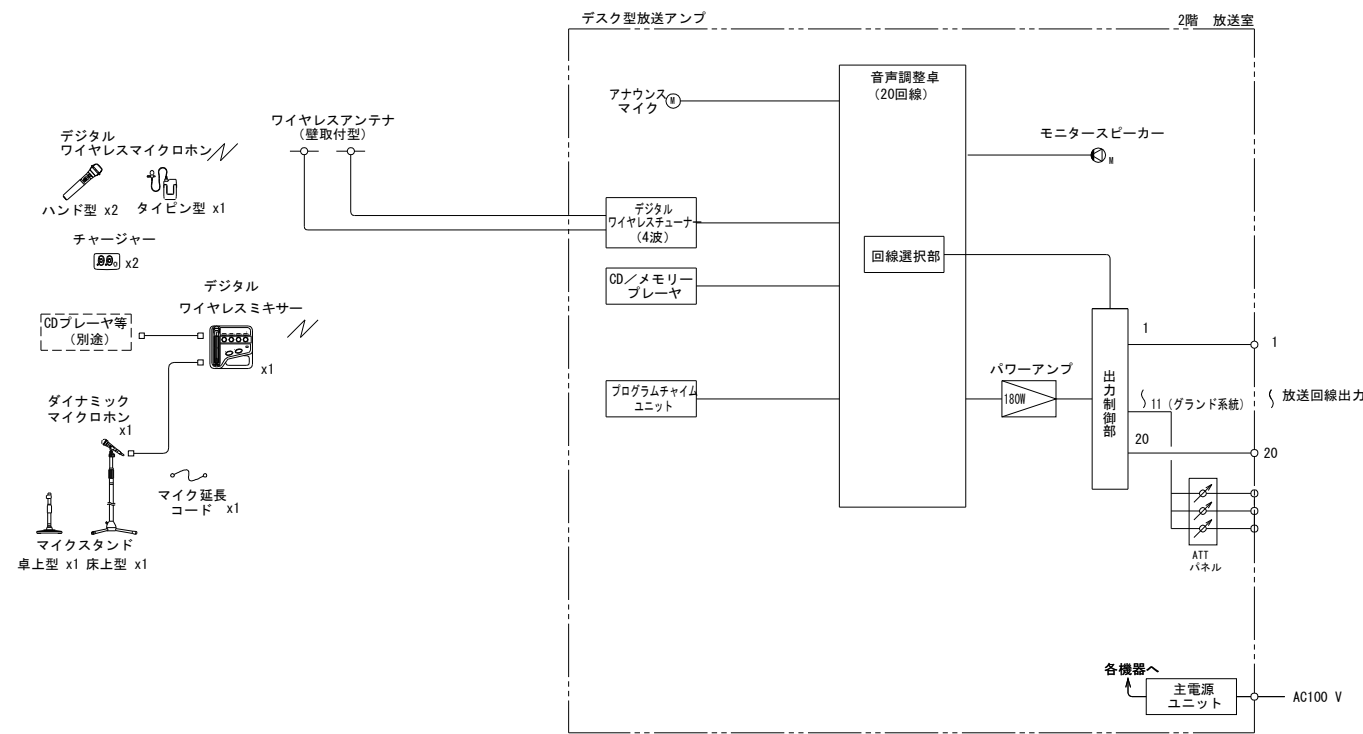 デスク型放送アンプ
2階 放送室
音声調整卓
(20回線)
アナウンス
マイク
M
ワイヤレスアンテナ
(壁取付型)
モニタースピーカー
M
デジタル
ワイヤレスマイクロホン
ハンド型 x2
タイピン型 x1
チャージャー
x2
デジタル
ワイヤレスチューナー
(4波)
回線選択部
CD/メモリー
プレーヤ
デジタル
ワイヤレスミキサー
x1
CDプレーヤ等
(別途)
1
1
パワーアンプ
180W
出力制御部
プログラムチャイム
ユニット
11 (グランド系統)
放送回線出力
20
20
ダイナミック
マイクロホン
x1
マイク延長
コード x1
マイクスタンド
卓上型 x1 床上型 x1
ATT
パネル
各機器へ
主電源
ユニット
AC100 V